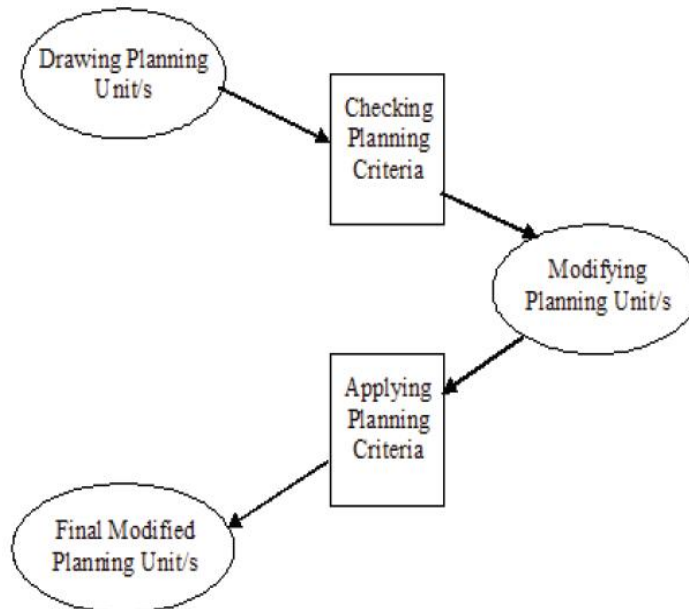 Drawing Planning
Unit/s
Checking
Planning
Criteria
Modifying
Planning Unit/s
Applying
Planning
Criteria
Final Modified
Planning Unit/s